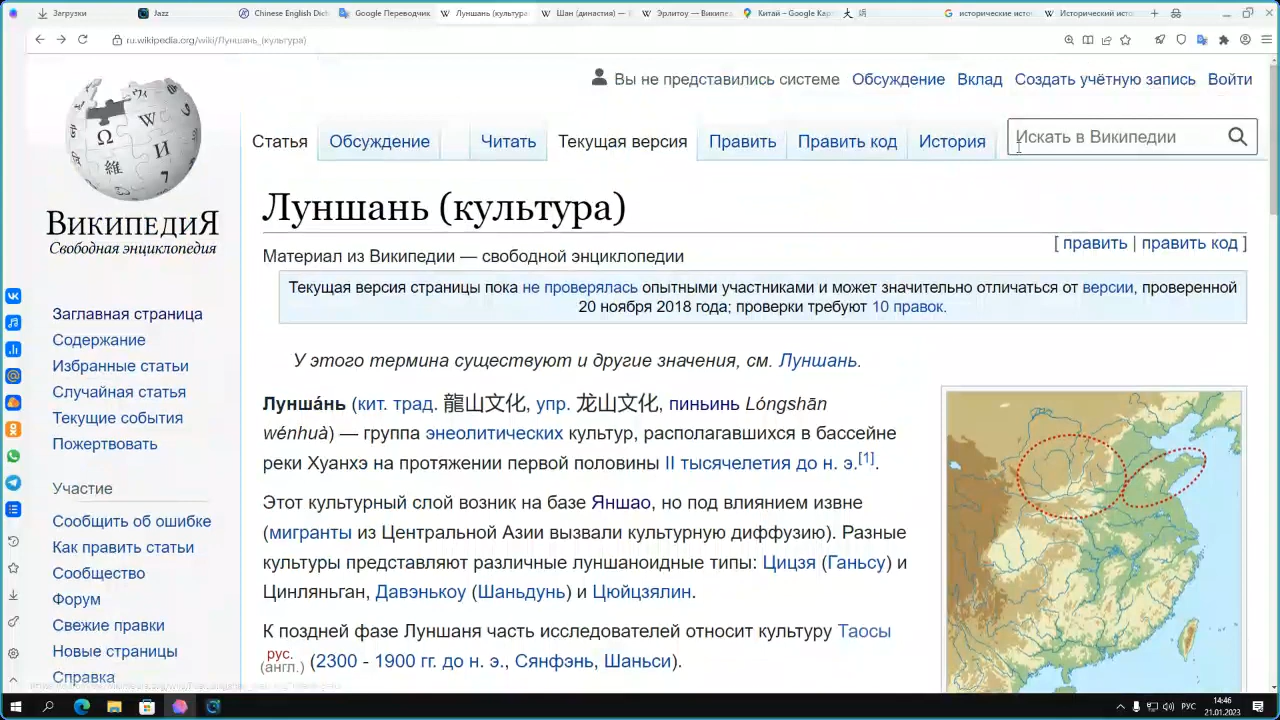 Загрузки
Jazz
Chinese English Dict
Google Переводчик
Луншань (культура)
Шан (династия) —
Эрлитоу — Википе
Китай – Google Кар
исторические исто
Исторический исто
ru.wikipedia.org/wiki/Луншань_(культура)
Вы не представились системе Обсуждение Вклад Создать учётную запись Войти
Статья Обсуждение Читать Текущая версия Править Править код История Искать в Википедии
ВикипедиЯ
Свободная энциклопедия
Луншань (культура)
[ править | править код ]
Материал из Википедии — свободной энциклопедии
Текущая версия страницы пока не проверялась опытными участниками и может значительно отличаться от версии, проверенной
20 ноября 2018 года; проверки требуют 10 правок.
Заглавная страница
Содержание
Избранные статьи
Случайная статья
Текущие события
Пожертвовать
Участие
Сообщить об ошибке
Как править статьи
Сообщество
Форум
Свежие правки
Новые страницы
Справка
У этого термина существуют и другие значения, см. Луншань.
Лунша́нь (кит. трад. 龍山文化, упр. 龙山文化, пиньинь Lóngshān
wénhuà) — группа энеолитических культур, располагавшихся в бассейне
реки Хуанхэ на протяжении первой половины II тысячелетия до н. э.[1].
Этот культурный слой возник на базе Яншао, но под влиянием извне
(мигранты из Центральной Азии вызвали культурную диффузию). Разные
культуры представляют различные луншаноидные типы: Цицзя (Ганьсу) и
Цинляньган, Давэнькоу (Шаньдунь) и Цюйцзялин.
К поздней фазе Луншаня часть исследователей относит культуру Таосы
рус.
(англ.) (2300 - 1900 гг. до н. э., Сянфэнь, Шаньси).
РУС
14:46
21.01.2023